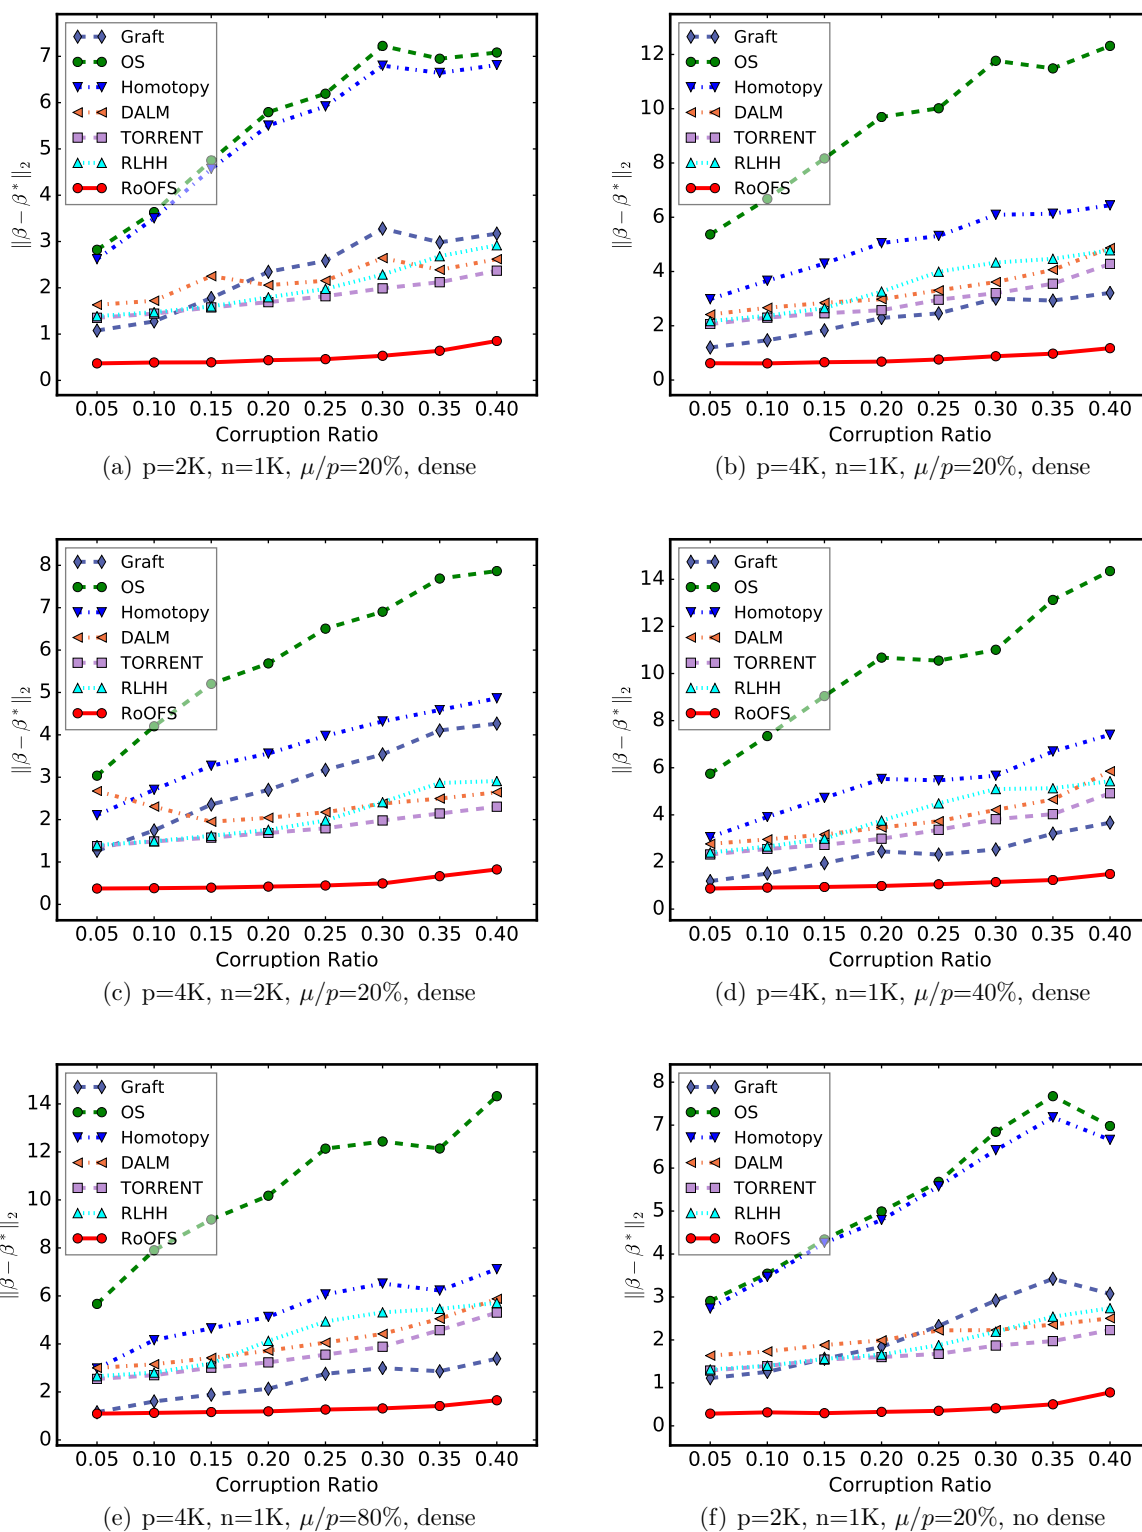 7
6
5
4
3
2
1
0
‖β − β*‖₂
Graft
OS
Homotopy
DALM
TORRENT
RLHH
RoOFS
0.05 0.10 0.15 0.20 0.25 0.30 0.35 0.40
Corruption Ratio
(a) p=2K, n=1K, μ/p=20%, dense
12
10
8
6
4
2
0
‖β − β*‖₂
Graft
OS
Homotopy
DALM
TORRENT
RLHH
RoOFS
0.05 0.10 0.15 0.20 0.25 0.30 0.35 0.40
Corruption Ratio
(b) p=4K, n=1K, μ/p=20%, dense
8
7
6
5
4
3
2
1
0
‖β − β*‖₂
Graft
OS
Homotopy
DALM
TORRENT
RLHH
RoOFS
0.05 0.10 0.15 0.20 0.25 0.30 0.35 0.40
Corruption Ratio
(c) p=4K, n=2K, μ/p=20%, dense
14
12
10
8
6
4
2
0
‖β − β*‖₂
Graft
OS
Homotopy
DALM
TORRENT
RLHH
RoOFS
0.05 0.10 0.15 0.20 0.25 0.30 0.35 0.40
Corruption Ratio
(d) p=4K, n=1K, μ/p=40%, dense
14
12
10
8
6
4
2
0
‖β − β*‖₂
Graft
OS
Homotopy
DALM
TORRENT
RLHH
RoOFS
0.05 0.10 0.15 0.20 0.25 0.30 0.35 0.40
Corruption Ratio
(e) p=4K, n=1K, μ/p=80%, dense
8
7
6
5
4
3
2
1
0
‖β − β*‖₂
Graft
OS
Homotopy
DALM
TORRENT
RLHH
RoOFS
0.05 0.10 0.15 0.20 0.25 0.30 0.35 0.40
Corruption Ratio
(f) p=2K, n=1K, μ/p=20%, no dense